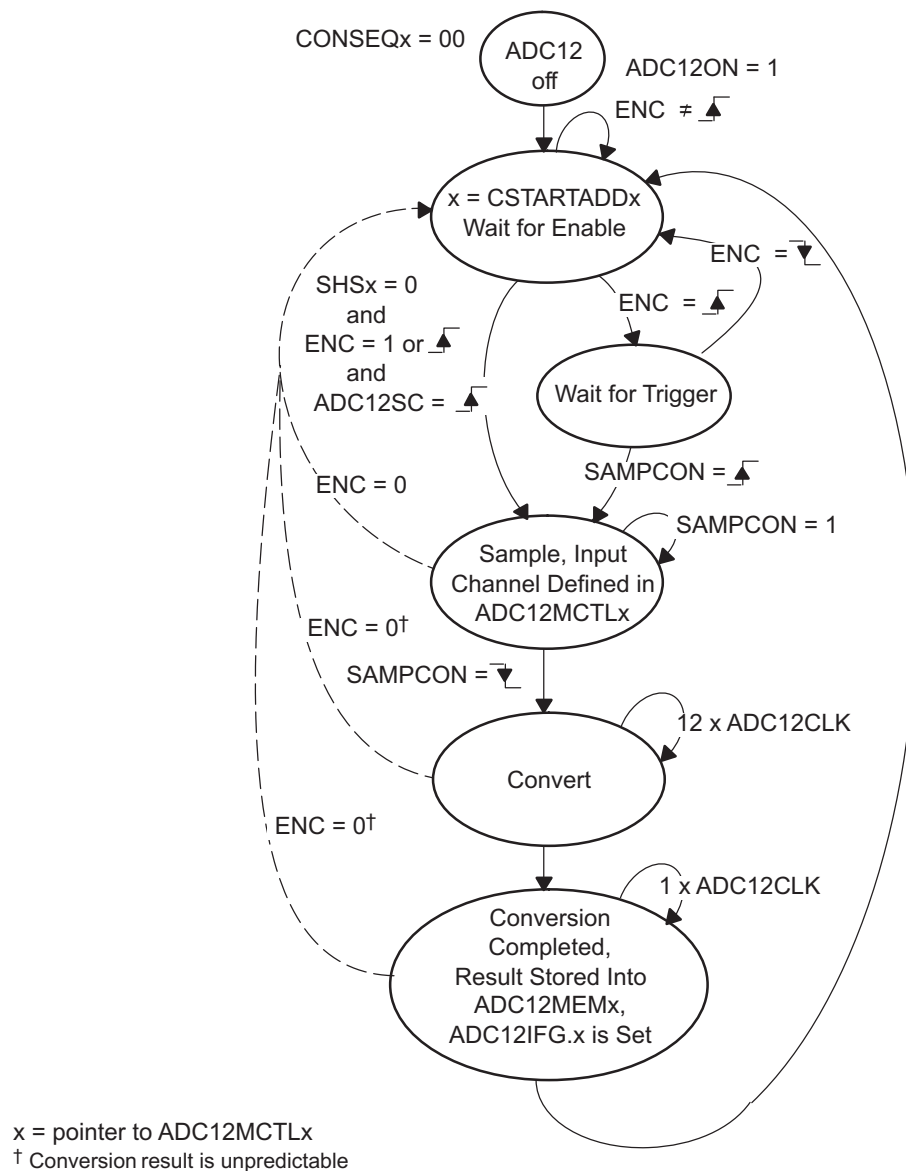 CONSEQx = 00
ADC12
off
ADC12ON = 1
ENC ≠
x = CSTARTADDx
Wait for Enable
ENC =
SHSx = 0
and
ENC = 1 or
and
ADC12SC =
ENC =
Wait for Trigger
SAMPCON =
ENC = 0
SAMPCON = 1
Sample, Input
Channel Defined in
ADC12MCTLx
ENC = 0†
SAMPCON =
12 x ADC12CLK
Convert
ENC = 0†
1 x ADC12CLK
Conversion
Completed,
Result Stored Into
ADC12MEMx,
ADC12IFG.x is Set
x = pointer to ADC12MCTLx
† Conversion result is unpredictable